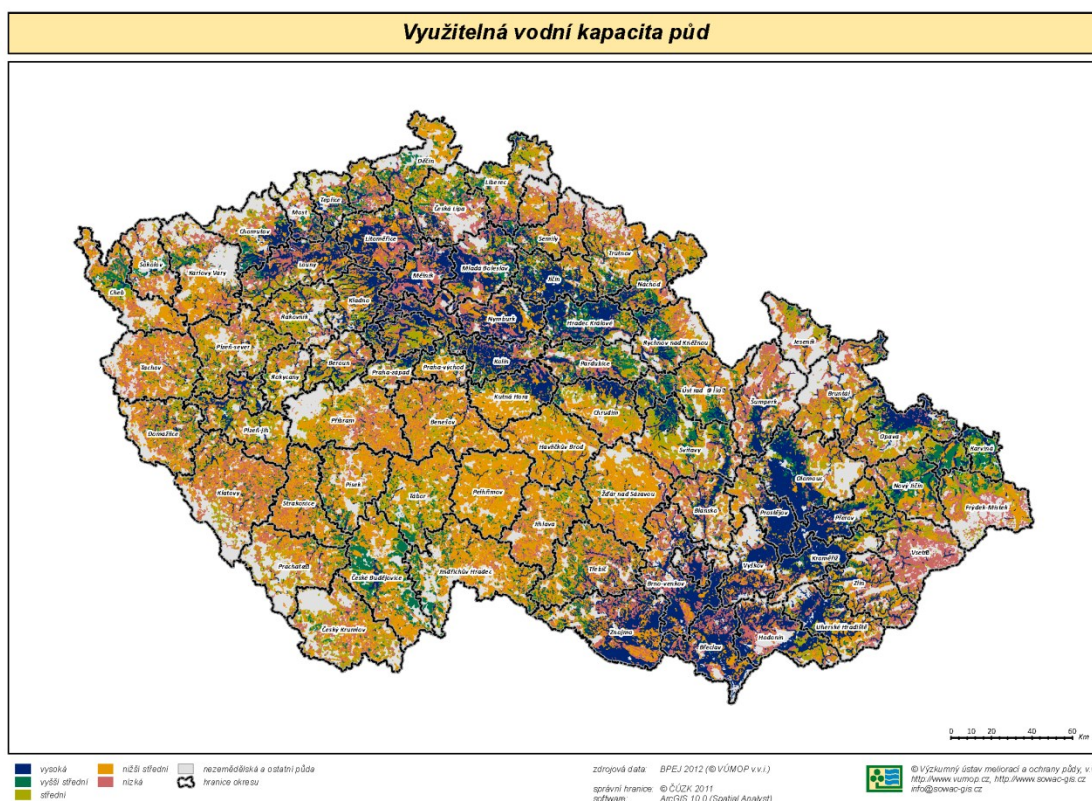 Využitelná vodní kapacita půd
Děčín
Liberec
Teplice
Most
Česká Lípa
Chomutov
Litoměřice
Semily
Trutnov
Sokolov
Karlovy Vary
Louny
Mělník
Mladá Boleslav
Jičín
Náchod
Cheb
Kladno
Nymburk
Hradec Králové
Rakovník
Rychnov nad Kněžnou
Jeseník
Plzeň-sever
Beroun
Praha-západ
Praha-východ
Kolín
Pardubice
Tachov
Rokycany
Kutná Hora
Ústí nad
Šumperk
Bruntál
Chrudim
Příbram
Benešov
Opava
Karviná
Domažlice
Plzeň-jih
Havlíčkův Brod
Svitavy
Olomouc
Nový Jičín
Klatovy
Strakonice
Písek
Tábor
Pelhřimov
Žďár nad Sázavou
Blansko
Prostějov
Přerov
Frýdek-Místek
Jihlava
Vyškov
Kroměříž
Vsetín
Prachatice
České Budějovice
Jindřichův Hradec
Třebíč
Brno-venkov
Zlín
Český Krumlov
Znojmo
Břeclav
Hodonín
Uherské Hradiště
0 10 20 40 60
Km
vysoká
vyšší střední
střední
nižší střední
nízká
nezemědělská a ostatní půda
hranice okresu
zdrojová data: BPEJ 2012 (© VÚMOP v.v.i.)
správní hranice: © ČÚZK 2011
software: ArcGIS 10.0 (Spatial Analyst)
© Výzkumný ústav meliorací a ochrany půdy, v
http://www.vumop.cz, http://www.sowac-gis.cz
info@sowac-gis.cz